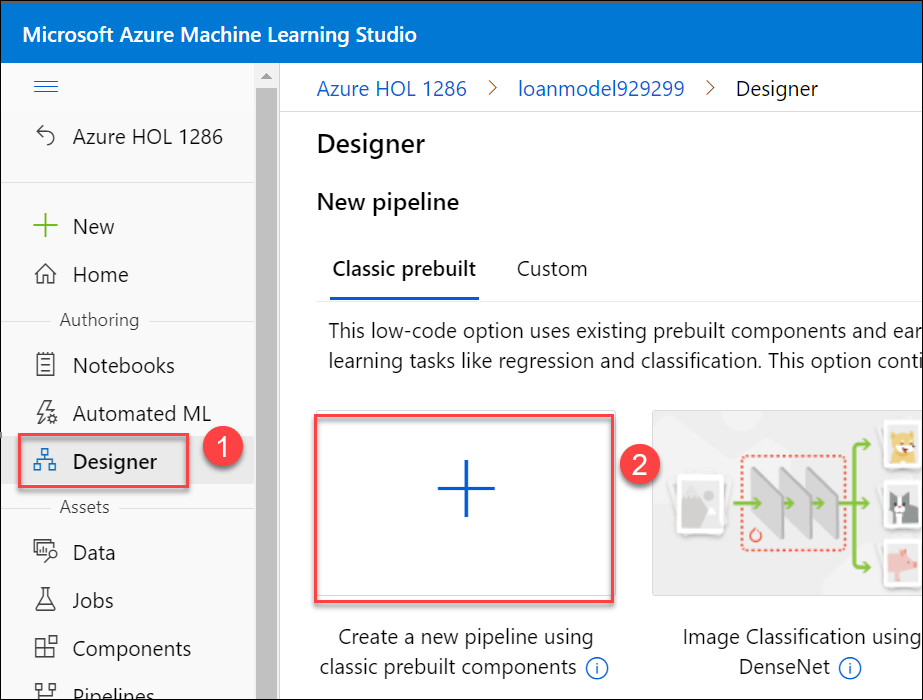 Microsoft Azure Machine Learning Studio
Azure HOL 1286
New
Home
Authoring
Notebooks
Automated ML
Designer
1
Assets
Data
Jobs
Components
Pipelines
Azure HOL 1286 > loanmodel929299 > Designer
Designer
New pipeline
Classic prebuilt Custom
This low-code option uses existing prebuilt components and ear
learning tasks like regression and classification. This option conti
2
Create a new pipeline using
classic prebuilt components
Image Classification using
DenseNet